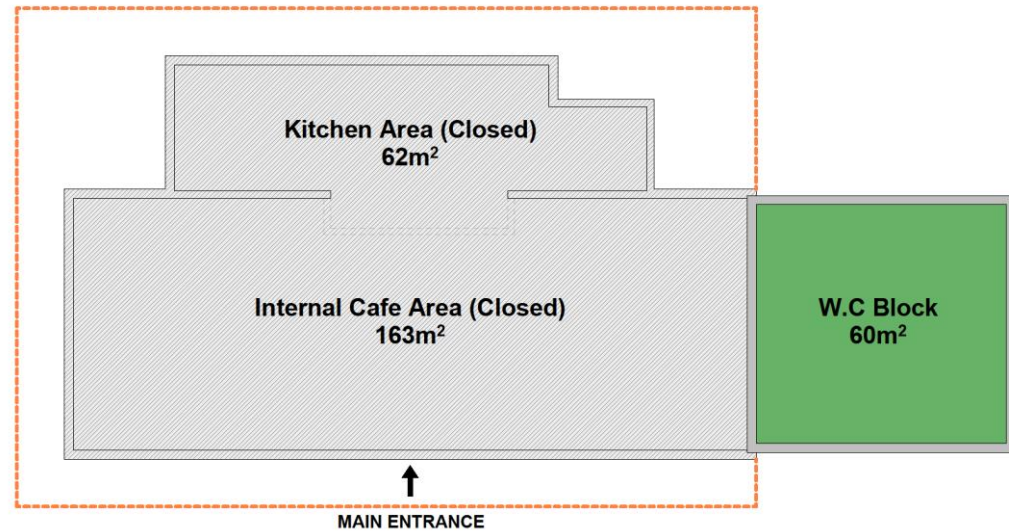 Kitchen Area (Closed)
62m²
Internal Cafe Area (Closed)
163m²
W.C Block
60m²
MAIN ENTRANCE